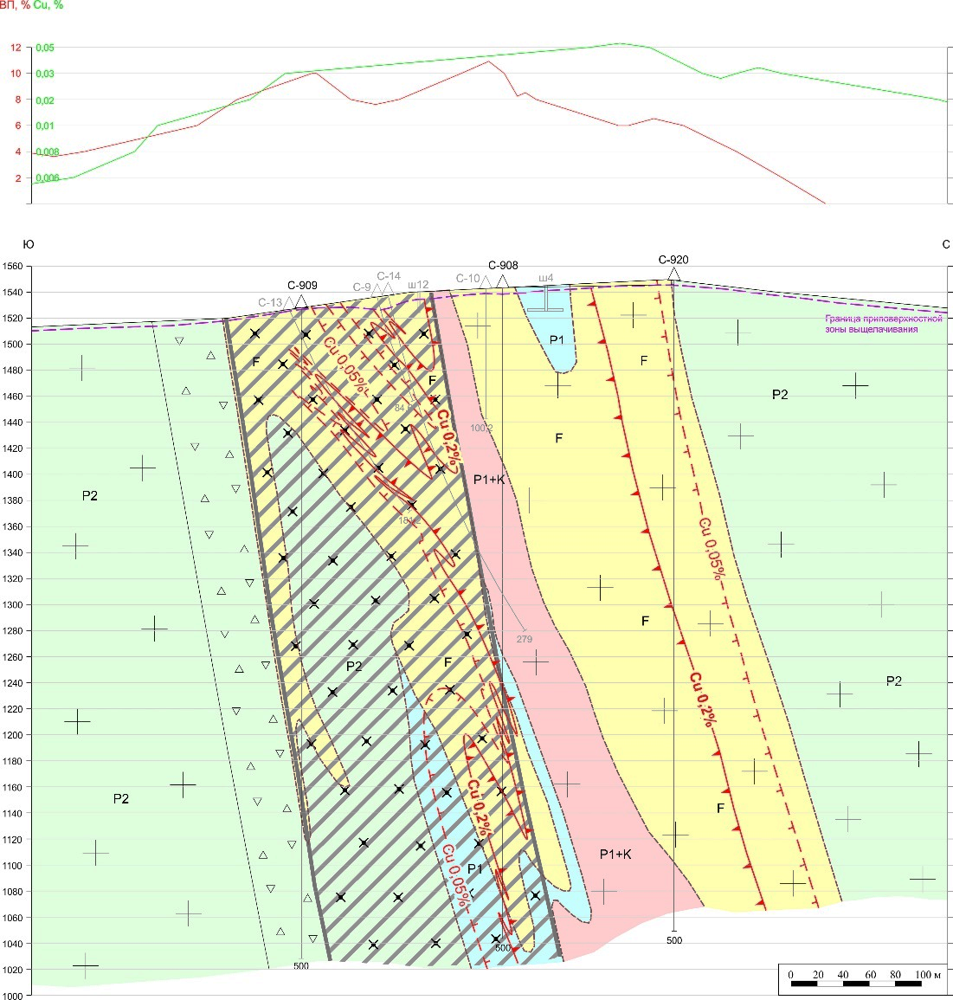 ВП, % Cu, %
12 0,05
10 0,03
8 0,02
6 0,01
4 0,008
2 0,006
Ю
С
С-920
С-908
С-14
ш4
С-10
ш12
С-9
С-909
С-13
1560
1540
1520
1500
1480
1460
1440
1420
1400
1380
1360
1340
1320
1300
1280
1260
1240
1220
1200
1180
1160
1140
1120
1100
1080
1060
1040
1020
1000
Граница приповерхностной
зоны выщелачивания
P1
F
F
Cu 0,05%
F
P2
84
Cu 0,2%
100,2
F
P1+K
P2
181,2
Cu 0,05%
F
279
F
P2
P2
Cu 0,2%
P2
Cu 0,2%
F
P1+K
P1
Cu 0,05%
500
500
500
0 20 40 60 80 100 м